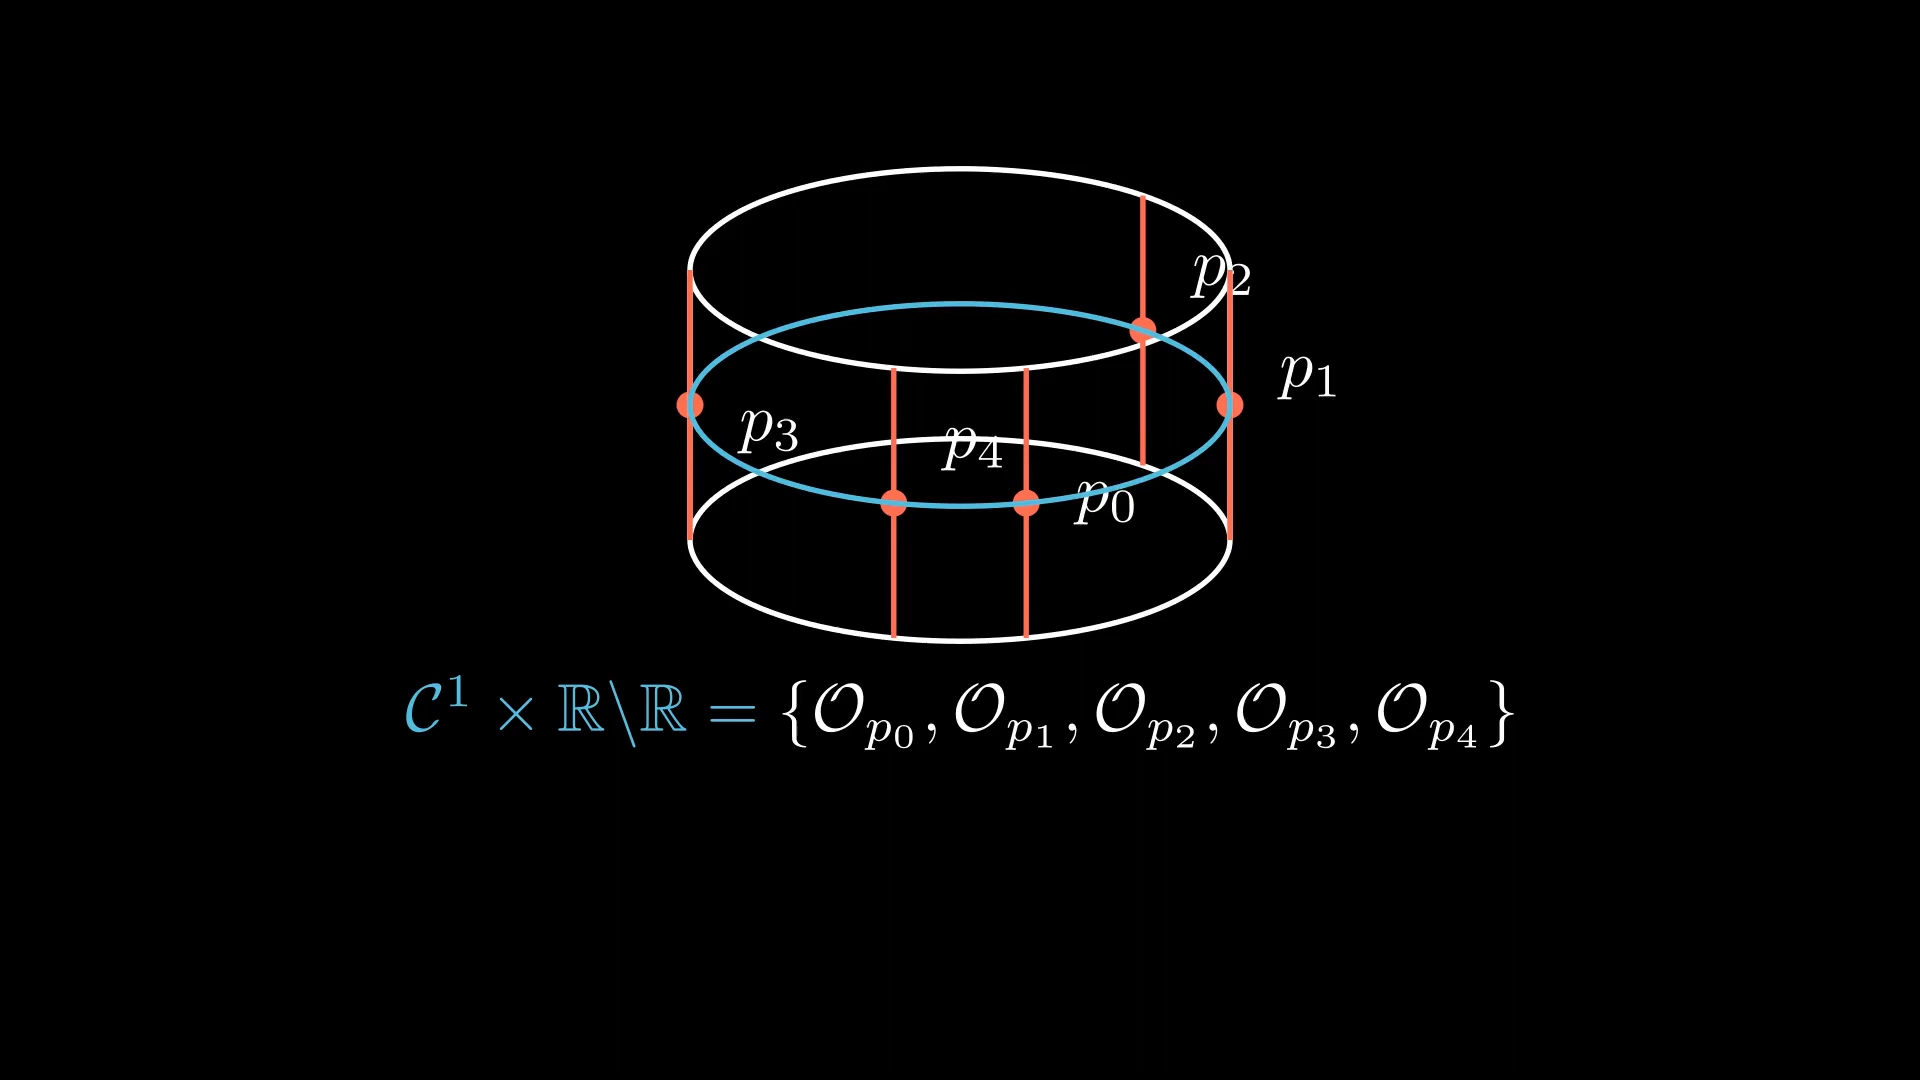 p₂
p₁
p₃
p₄
p₀
𝒞¹ × ℝ\ℝ = {𝒪ₚ₀, 𝒪ₚ₁, 𝒪ₚ₂, 𝒪ₚ₃, 𝒪ₚ₄}